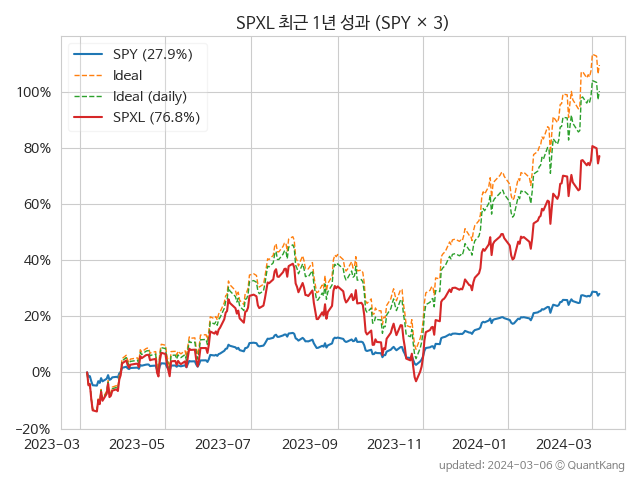 SPXL 최근 1년 성과 (SPY × 3)
SPY (27.9%)
Ideal
Ideal (daily)
SPXL (76.8%)
100%
80%
60%
40%
20%
0%
−20%
2023-03 2023-05 2023-07 2023-09 2023-11 2024-01 2024-03
updated: 2024-03-06 © QuantKang